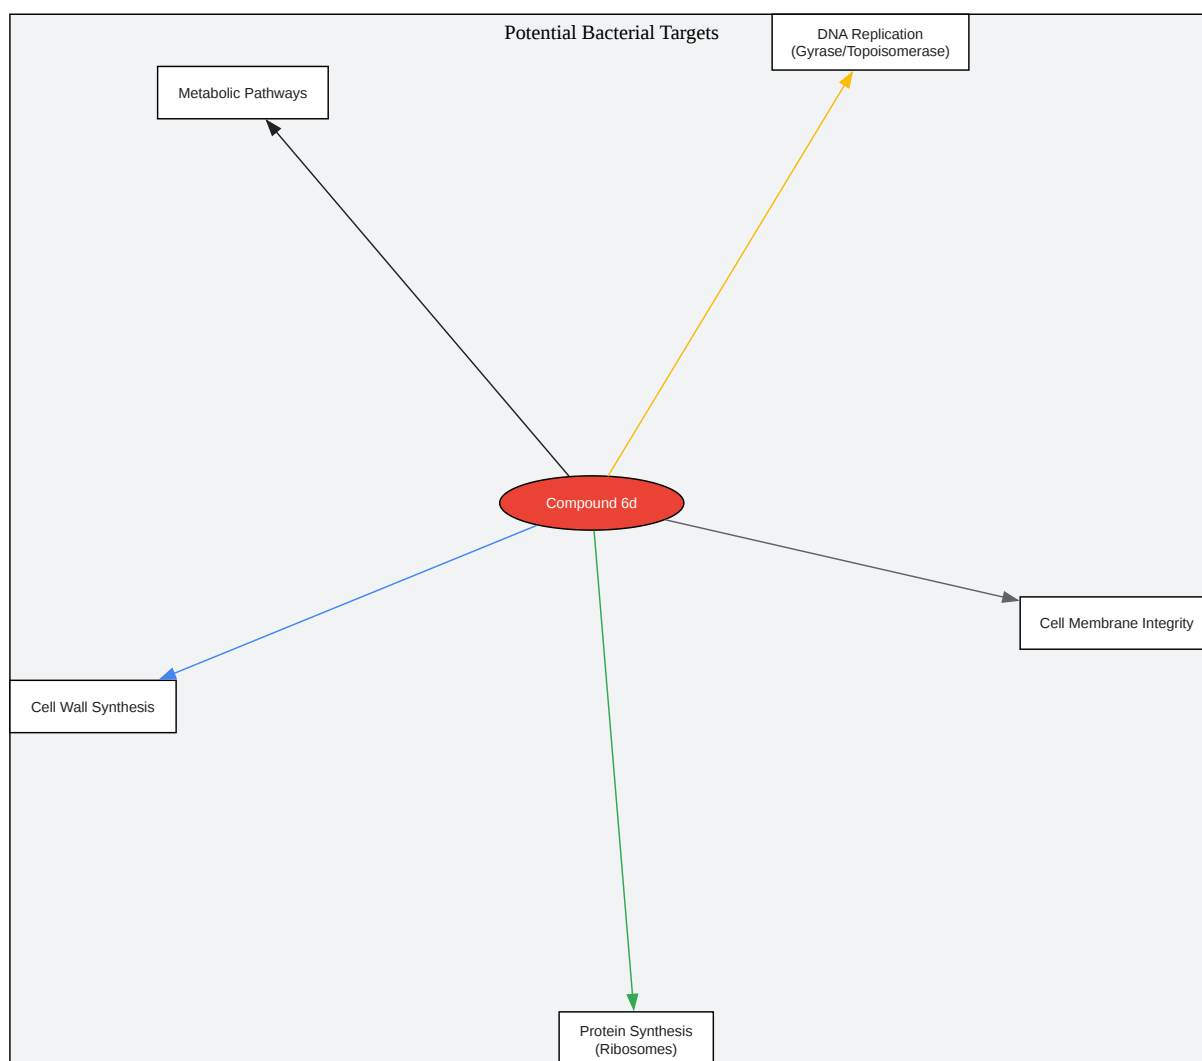 Potential Bacterial Targets
DNA Replication
(Gyrase/Topoisomerase)
Metabolic Pathways
Compound 6d
Cell Membrane Integrity
Cell Wall Synthesis
Protein Synthesis
(Ribosomes)